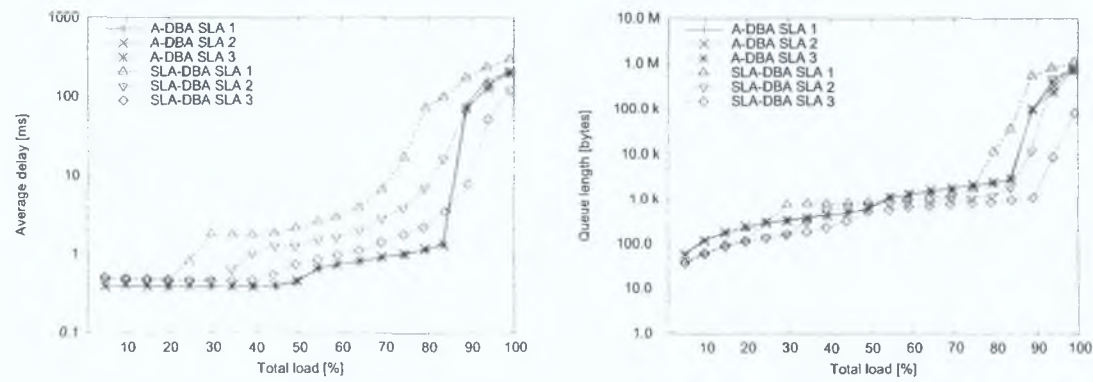 1000
100
10
1
0.1
Average delay [ms]
A-DBA SLA 1
A-DBA SLA 2
A-DBA SLA 3
SLA-DBA SLA 1
SLA-DBA SLA 2
SLA-DBA SLA 3
10 20 30 40 50 60 70 80 90 100
Total load [%]
10.0 M
1.0 M
100.0 k
10.0 k
1.0 k
100.0
10.0
1.0
Queue length [bytes]
A-DBA SLA 1
A-DBA SLA 2
A-DBA SLA 3
SLA-DBA SLA 1
SLA-DBA SLA 2
SLA-DBA SLA 3
10 20 30 40 50 60 70 80 90 100
Total load [%]